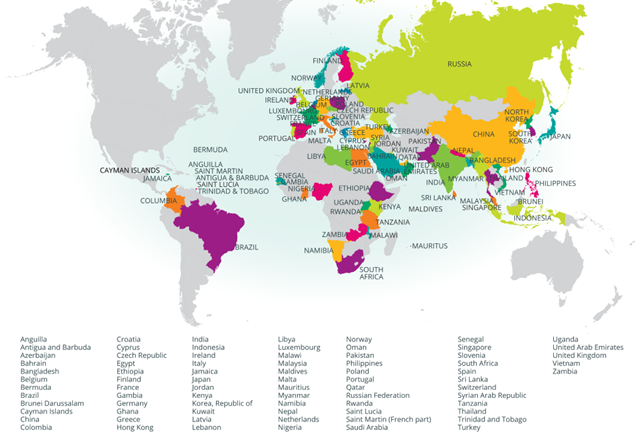 FINLAND
RUSSIA
NORWAY
LATVIA
UNITED KINGDOM
NETHERLANDS
IRELAND
GERMANY
BELGIUM
LUXEMBOURG
CZECH REPUBLIC
SWITZERLAND
SLOVENIA
CROATIA
NORTH KOREA
ITALY
GREECE
TURKEY
AZERBAIJAN
CHINA
SOUTH KOREA
JAPAN
PORTUGAL
SPAIN
MALTA
CYPRUS
SYRIA
LEBANON
JORDAN
PAKISTAN
BERMUDA
KUWAIT
NEPAL
LIBYA
EGYPT
BAHRAIN
QATAR
BANGLADESH
ANGUILLA
SAINT MARTIN
UNITED ARAB EMIRATES
HONG KONG
CAYMAN ISLANDS
ANTIGUA & BARBUDA
SAUDI ARABIA
OMAN
INDIA
MYANMAR
JAMAICA
SAINT LUCIA
SENEGAL
GAMBIA
PHILIPPINES
TRINIDAD & TOBAGO
NIGERIA
ETHIOPIA
VIETNAM
COLOMBIA
GHANA
UGANDA
KENYA
SRI LANKA
MALAYSIA
BRUNEI
RWANDA
MALDIVES
SINGAPORE
INDONESIA
TANZANIA
ZAMBIA
MALAWI
BRAZIL
NAMIBIA
MAURITIUS
SOUTH AFRICA
Anguilla
Antigua and Barbuda
Azerbaijan
Bahrain
Bangladesh
Belgium
Bermuda
Brazil
Brunei Darussalam
Cayman Islands
China
Colombia
Croatia
Cyprus
Czech Republic
Egypt
Ethiopia
Finland
France
Gambia
Germany
Ghana
Greece
Hong Kong
India
Indonesia
Ireland
Italy
Jamaica
Japan
Jordan
Kenya
Korea, Republic of
Kuwait
Latvia
Lebanon
Libya
Luxembourg
Malawi
Malaysia
Maldives
Malta
Mauritius
Myanmar
Namibia
Nepal
Netherlands
Nigeria
Norway
Oman
Pakistan
Philippines
Poland
Portugal
Qatar
Russian Federation
Rwanda
Saint Lucia
Saint Martin (French part)
Saudi Arabia
Senegal
Singapore
Slovenia
South Africa
Spain
Sri Lanka
Switzerland
Syrian Arab Republic
Tanzania
Thailand
Trinidad and Tobago
Turkey
Uganda
United Arab Emirates
United Kingdom
Vietnam
Zambia